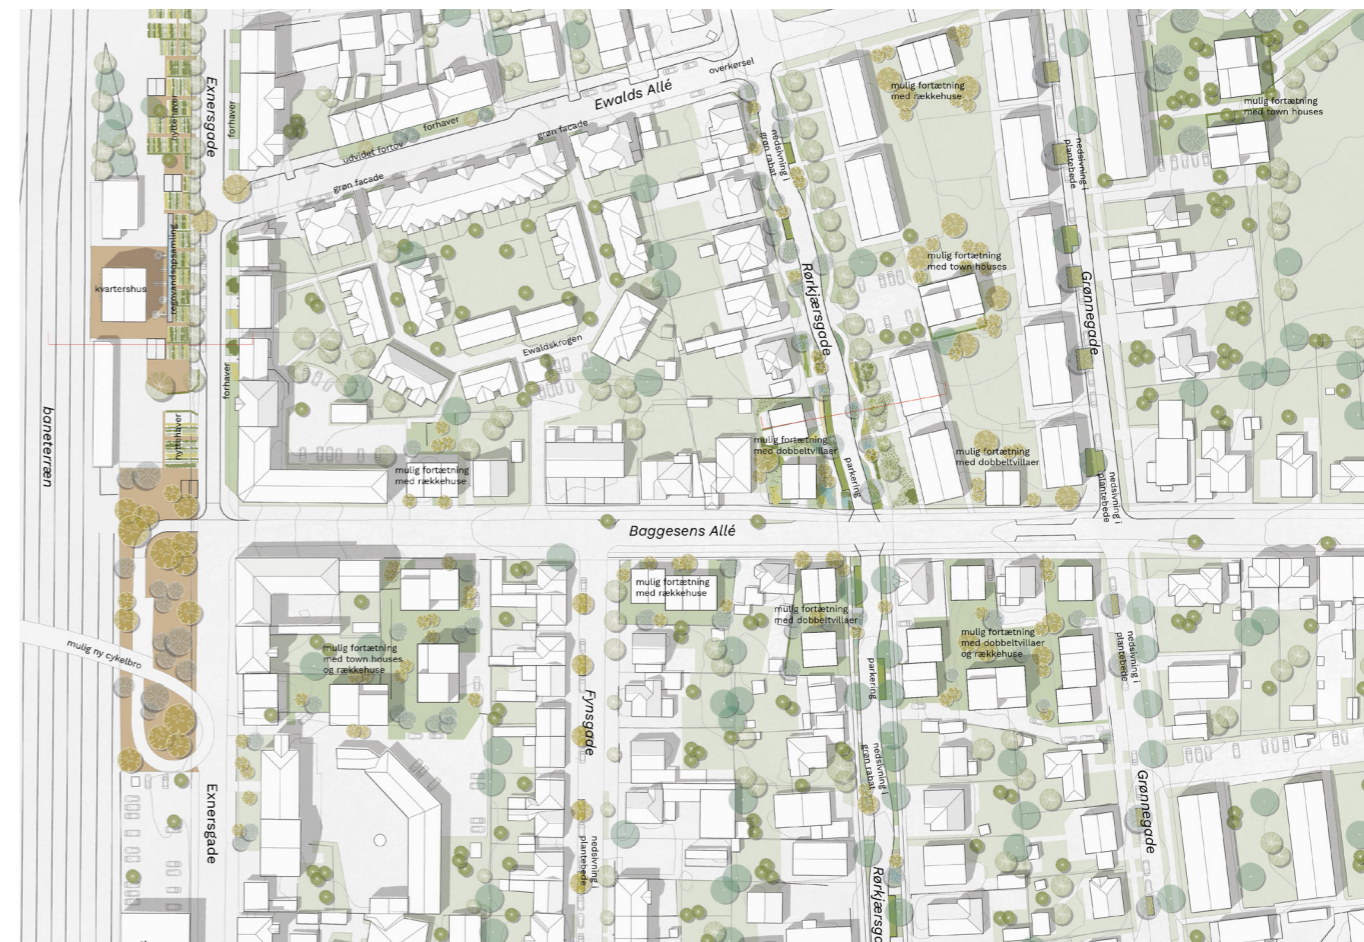 overkørsel
Ewalds Allé
mulig fortætning
med rækkehuse
mulig fortætning
med town houses
nyttehaver
Exnersgade
forhaver
forhaver
grøn facade
udvidet fortov
nedsivning i
grøn rabat
nedsivning i
plantebede
grøn facade
regnvandsopsamling
mulig fortætning
med town houses
kvartershus
Rørkjærsgade
Grønnegade
Ewaldskrogen
forhaver
baneterræn
nyttehaver
mulig fortætning
med rækkehuse
mulig fortætning
med dobbeltvillaer
parkering
mulig fortætning
med dobbeltvillaer
nedsivning i
plantebede
Baggesens Allé
mulig fortætning
med rækkehuse
mulig fortætning
med dobbeltvillaer
mulig fortætning
med dobbeltvillaer
og rækkehuse
mulig ny cykelbro
mulig fortætning
med town houses
og rækkehuse
parkering
nedsivning i
plantebede
Fynsgade
nedsivning i
grøn rabat
Exnersgade
Grønnegade
nedsivning i
plantebede
Rørkjærsga